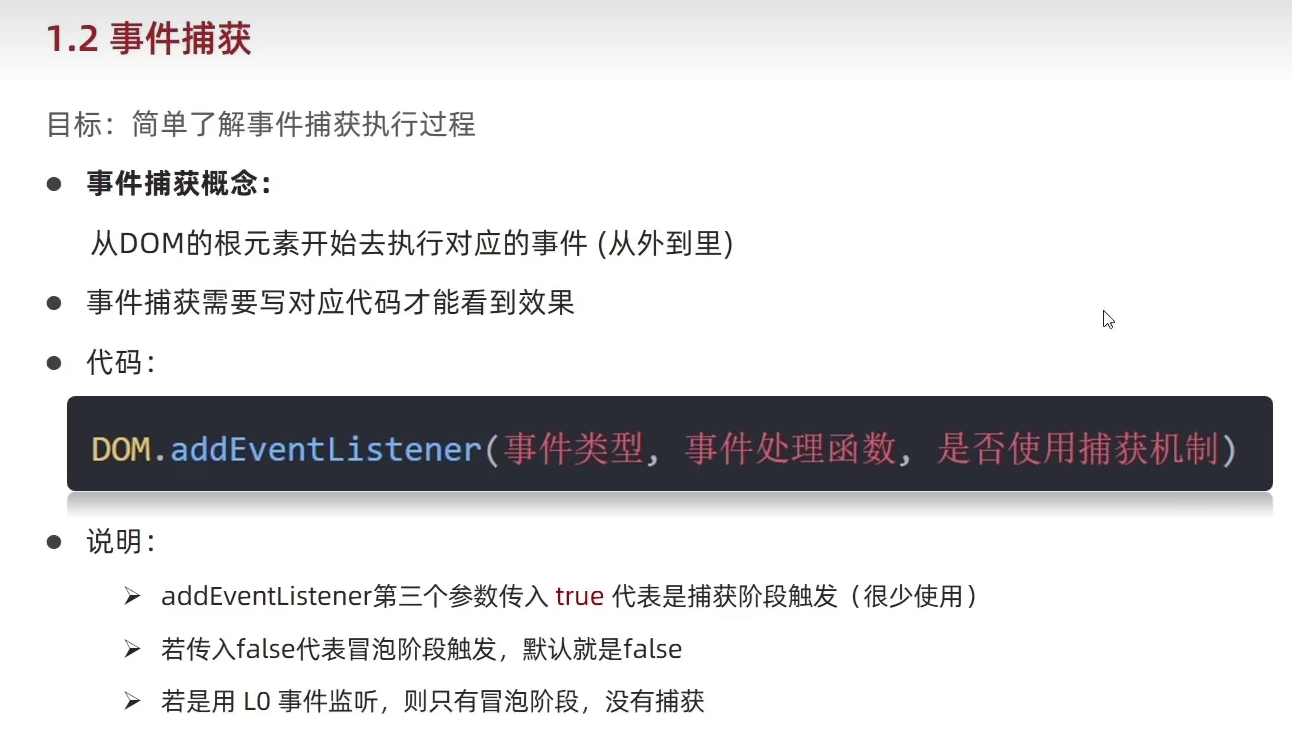 1.2 事件捕获
目标：简单了解事件捕获执行过程
事件捕获概念：
从DOM的根元素开始去执行对应的事件 (从外到里)
事件捕获需要写对应代码才能看到效果
代码：
DOM.addEventListener(事件类型, 事件处理函数, 是否使用捕获机制)
说明：
addEventListener第三个参数传入 true 代表是捕获阶段触发（很少使用）
若传入false代表冒泡阶段触发，默认就是false
若是用 L0 事件监听，则只有冒泡阶段，没有捕获